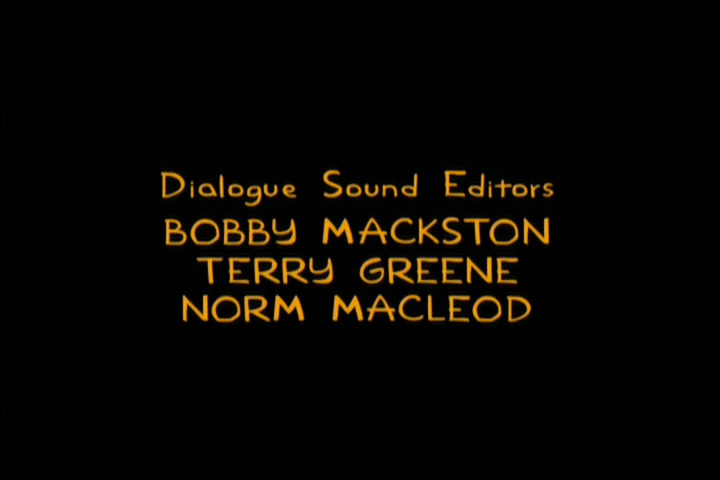 Dialogue Sound Editors
BOBBY MACKSTON
TERRY GREENE
NORM MACLEOD